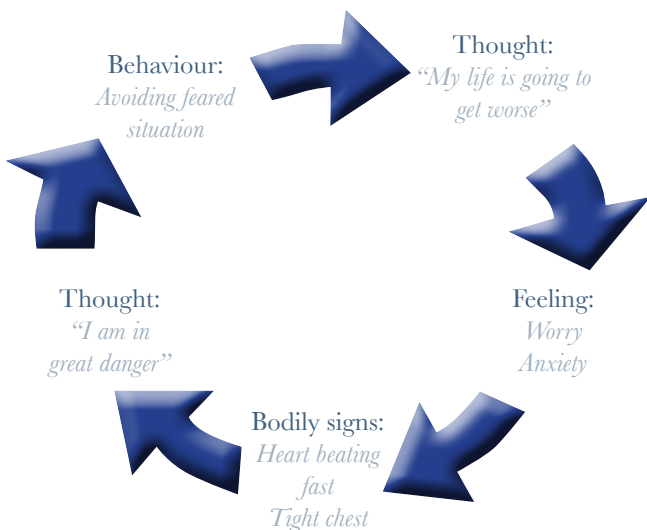 Behaviour:
Avoiding feared
situation
Thought:
“My life is going to
get worse”
Feeling:
Worry
Anxiety
Bodily signs:
Heart beating
fast
Tight chest
Thought:
“I am in
great danger”